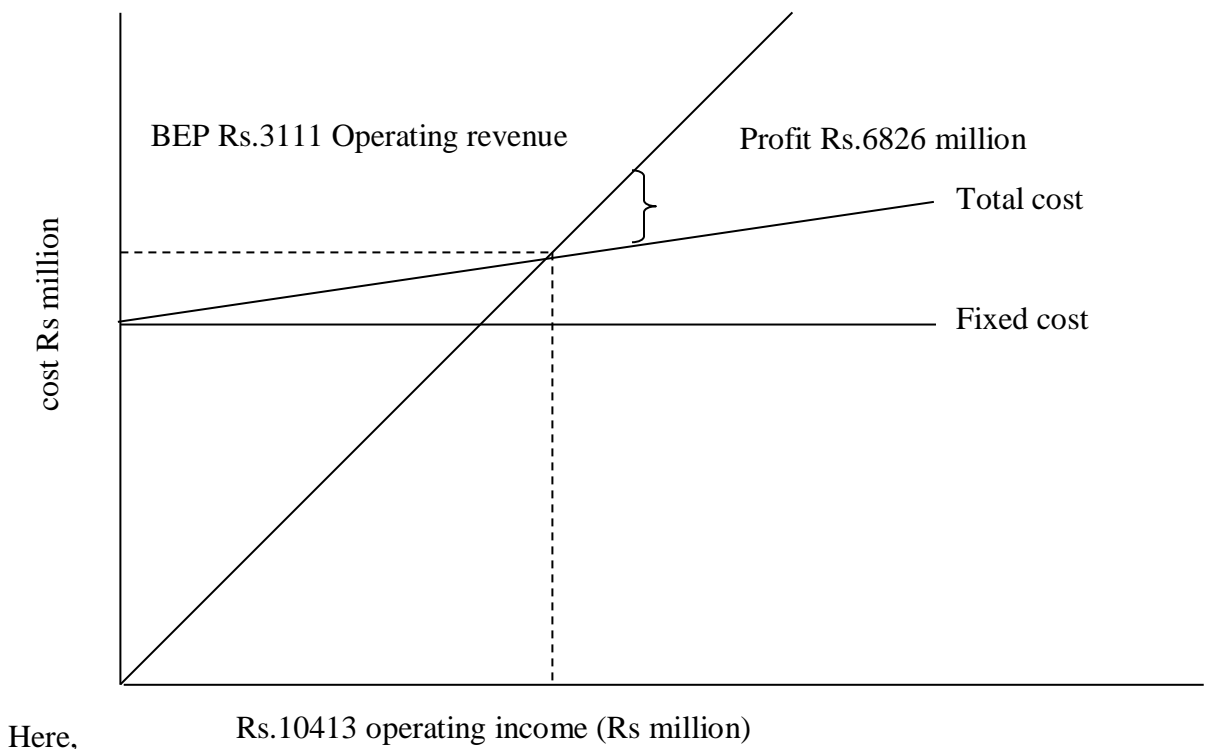 BEP Rs.3111 Operating revenue
Profit Rs.6826 million
Total cost
cost Rs million
Fixed cost
Rs.10413 operating income (Rs million)
Here,